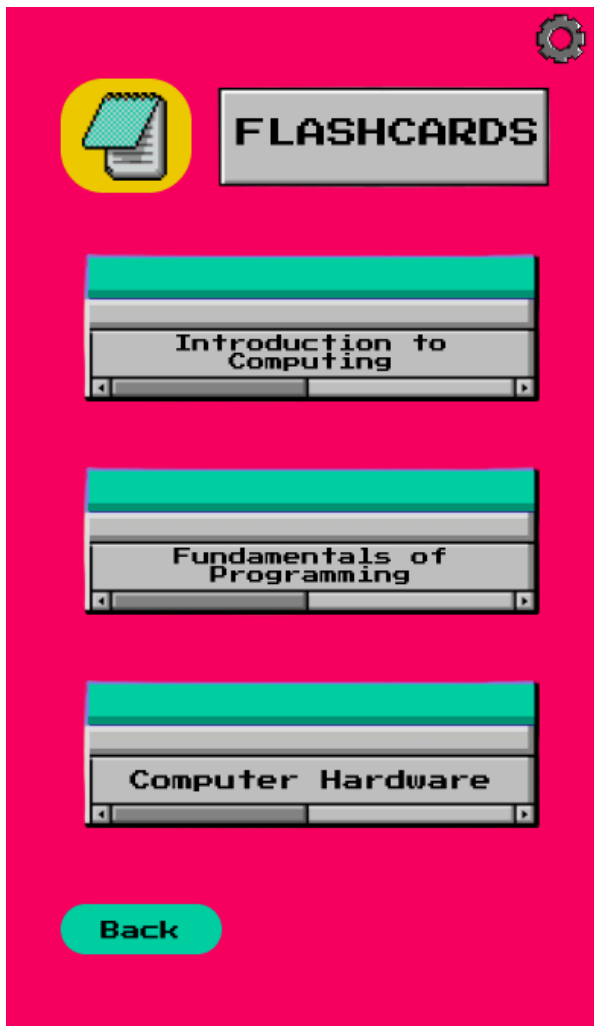 FLASHCARDS
Introduction to
Computing
Fundamentals of
Programming
Computer Hardware
Back